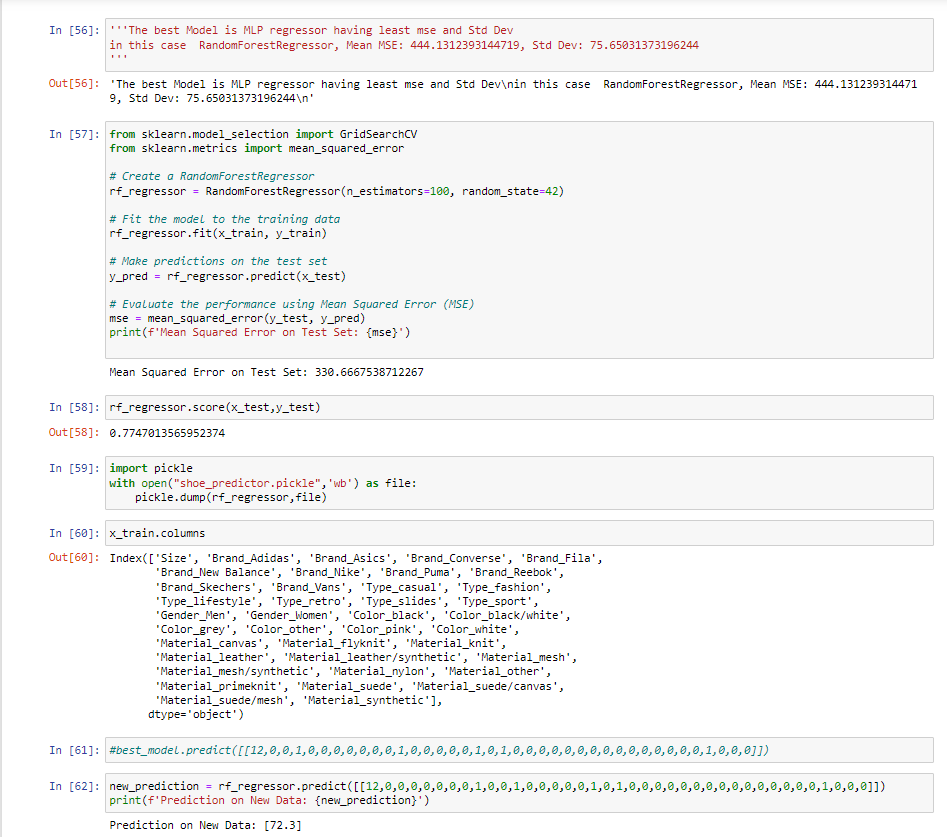 In [56]: '''The best Model is MLP regressor having least mse and Std Dev
in this case  RandomForestRegressor, Mean MSE: 444.1312393144719, Std Dev: 75.65031373196244
'''
Out[56]: 'The best Model is MLP regressor having least mse and Std Dev\nin this case  RandomForestRegressor, Mean MSE: 444.131239314471
9, Std Dev: 75.65031373196244\n'
In [57]: from sklearn.model_selection import GridSearchCV
from sklearn.metrics import mean_squared_error
# Create a RandomForestRegressor
rf_regressor = RandomForestRegressor(n_estimators=100, random_state=42)
# Fit the model to the training data
rf_regressor.fit(x_train, y_train)
# Make predictions on the test set
y_pred = rf_regressor.predict(x_test)
# Evaluate the performance using Mean Squared Error (MSE)
mse = mean_squared_error(y_test, y_pred)
print(f'Mean Squared Error on Test Set: {mse}')
Mean Squared Error on Test Set: 330.6667538712267
In [58]: rf_regressor.score(x_test,y_test)
Out[58]: 0.7747013565952374
In [59]: import pickle
with open("shoe_predictor.pickle",'wb') as file:
    pickle.dump(rf_regressor,file)
In [60]: x_train.columns
Out[60]: Index(['Size', 'Brand_Adidas', 'Brand_Asics', 'Brand_Converse', 'Brand_Fila',
'Brand_New Balance', 'Brand_Nike', 'Brand_Puma', 'Brand_Reebok',
'Brand_Skechers', 'Brand_Vans', 'Type_casual', 'Type_fashion',
'Type_lifestyle', 'Type_retro', 'Type_slides', 'Type_sport',
'Gender_Men', 'Gender_Women', 'Color_black', 'Color_black/white',
'Color_grey', 'Color_other', 'Color_pink', 'Color_white',
'Material_canvas', 'Material_flyknit', 'Material_knit',
'Material_leather', 'Material_leather/synthetic', 'Material_mesh',
'Material_mesh/synthetic', 'Material_nylon', 'Material_other',
'Material_primeknit', 'Material_suede', 'Material_suede/canvas',
'Material_suede/mesh', 'Material_synthetic'],
dtype='object')
In [61]: #best_model.predict([[12,0,0,1,0,0,0,0,0,0,0,1,0,0,0,0,0,1,0,1,0,0,0,0,0,0,0,0,0,0,0,0,0,0,0,1,0,0,0]])
In [62]: new_prediction = rf_regressor.predict([[12,0,0,0,0,0,0,0,1,0,0,1,0,0,0,0,0,1,0,1,0,0,0,0,0,0,0,0,0,0,0,0,0,0,0,1,0,0,0]])
print(f'Prediction on New Data: {new_prediction}')
Prediction on New Data: [72.3]